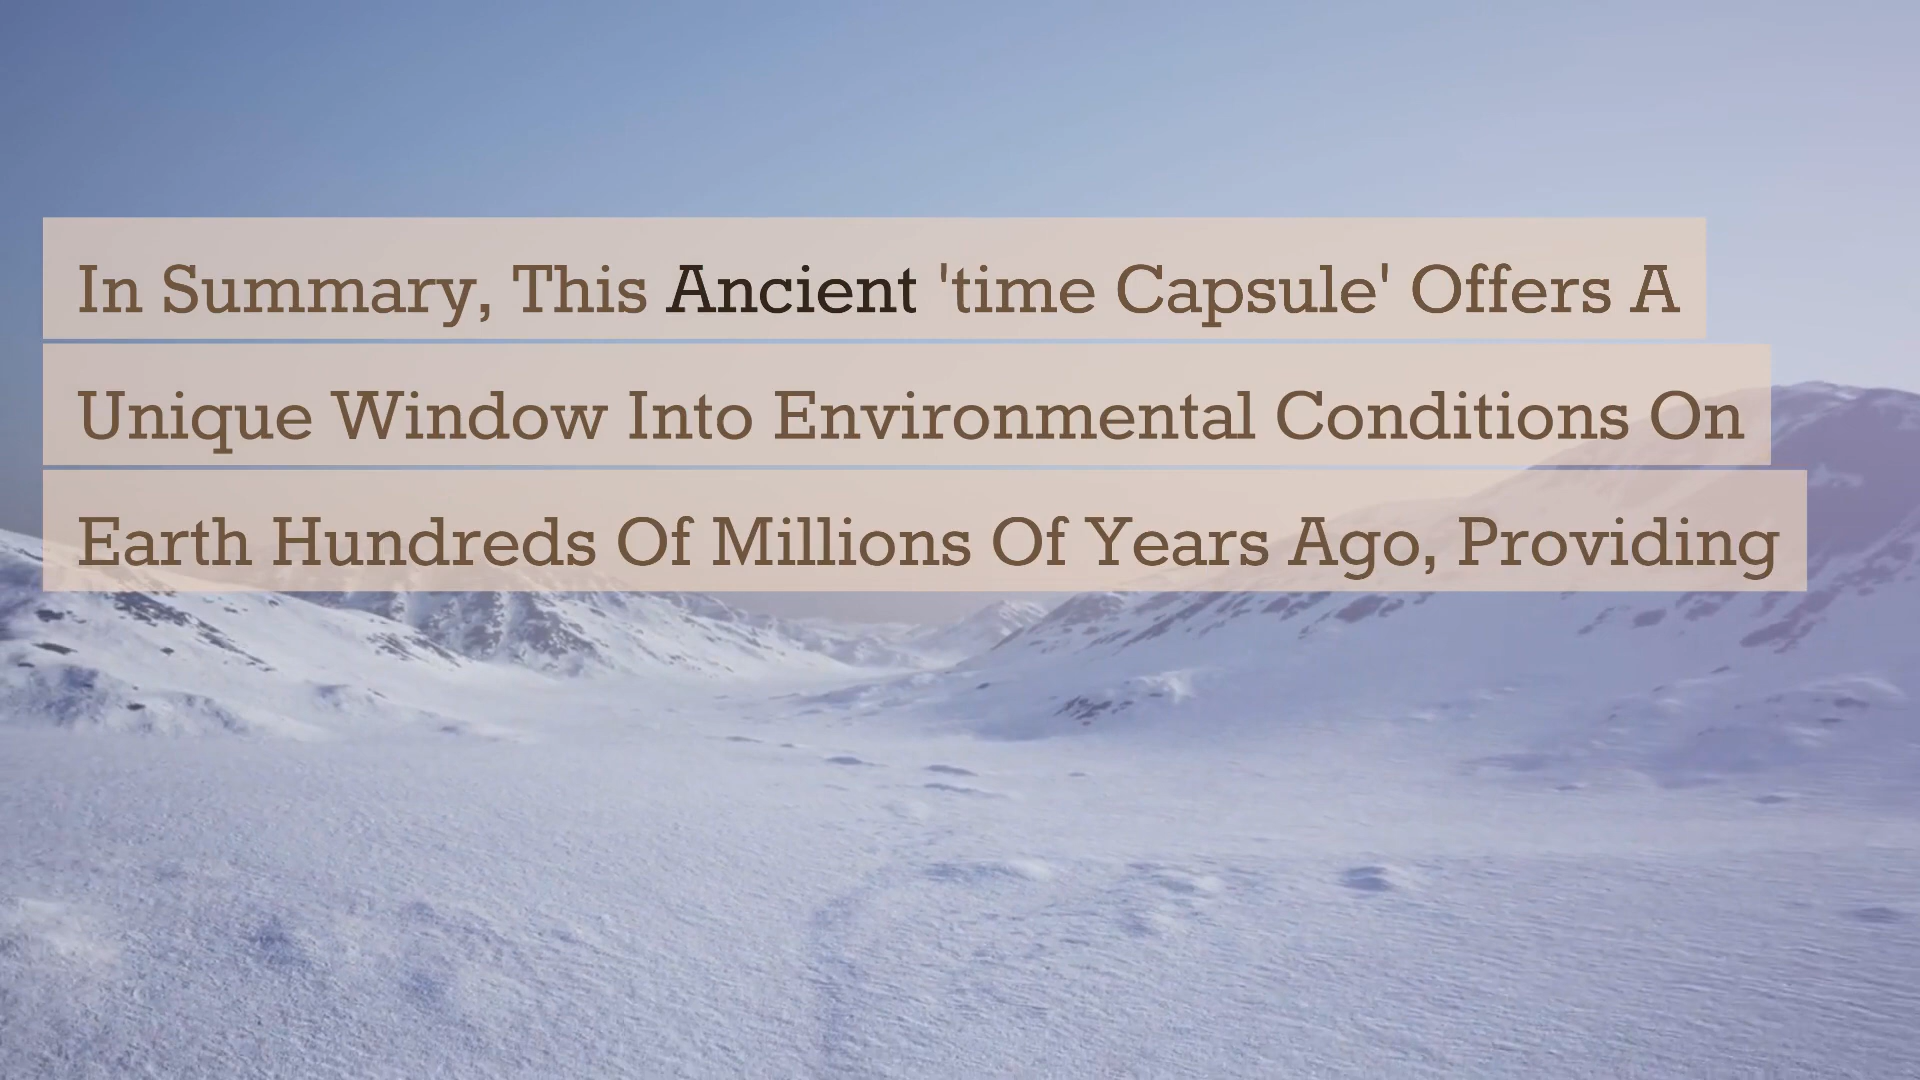 In Summary, This Ancient 'time Capsule' Offers A
Unique Window Into Environmental Conditions On
Earth Hundreds Of Millions Of Years Ago, Providing